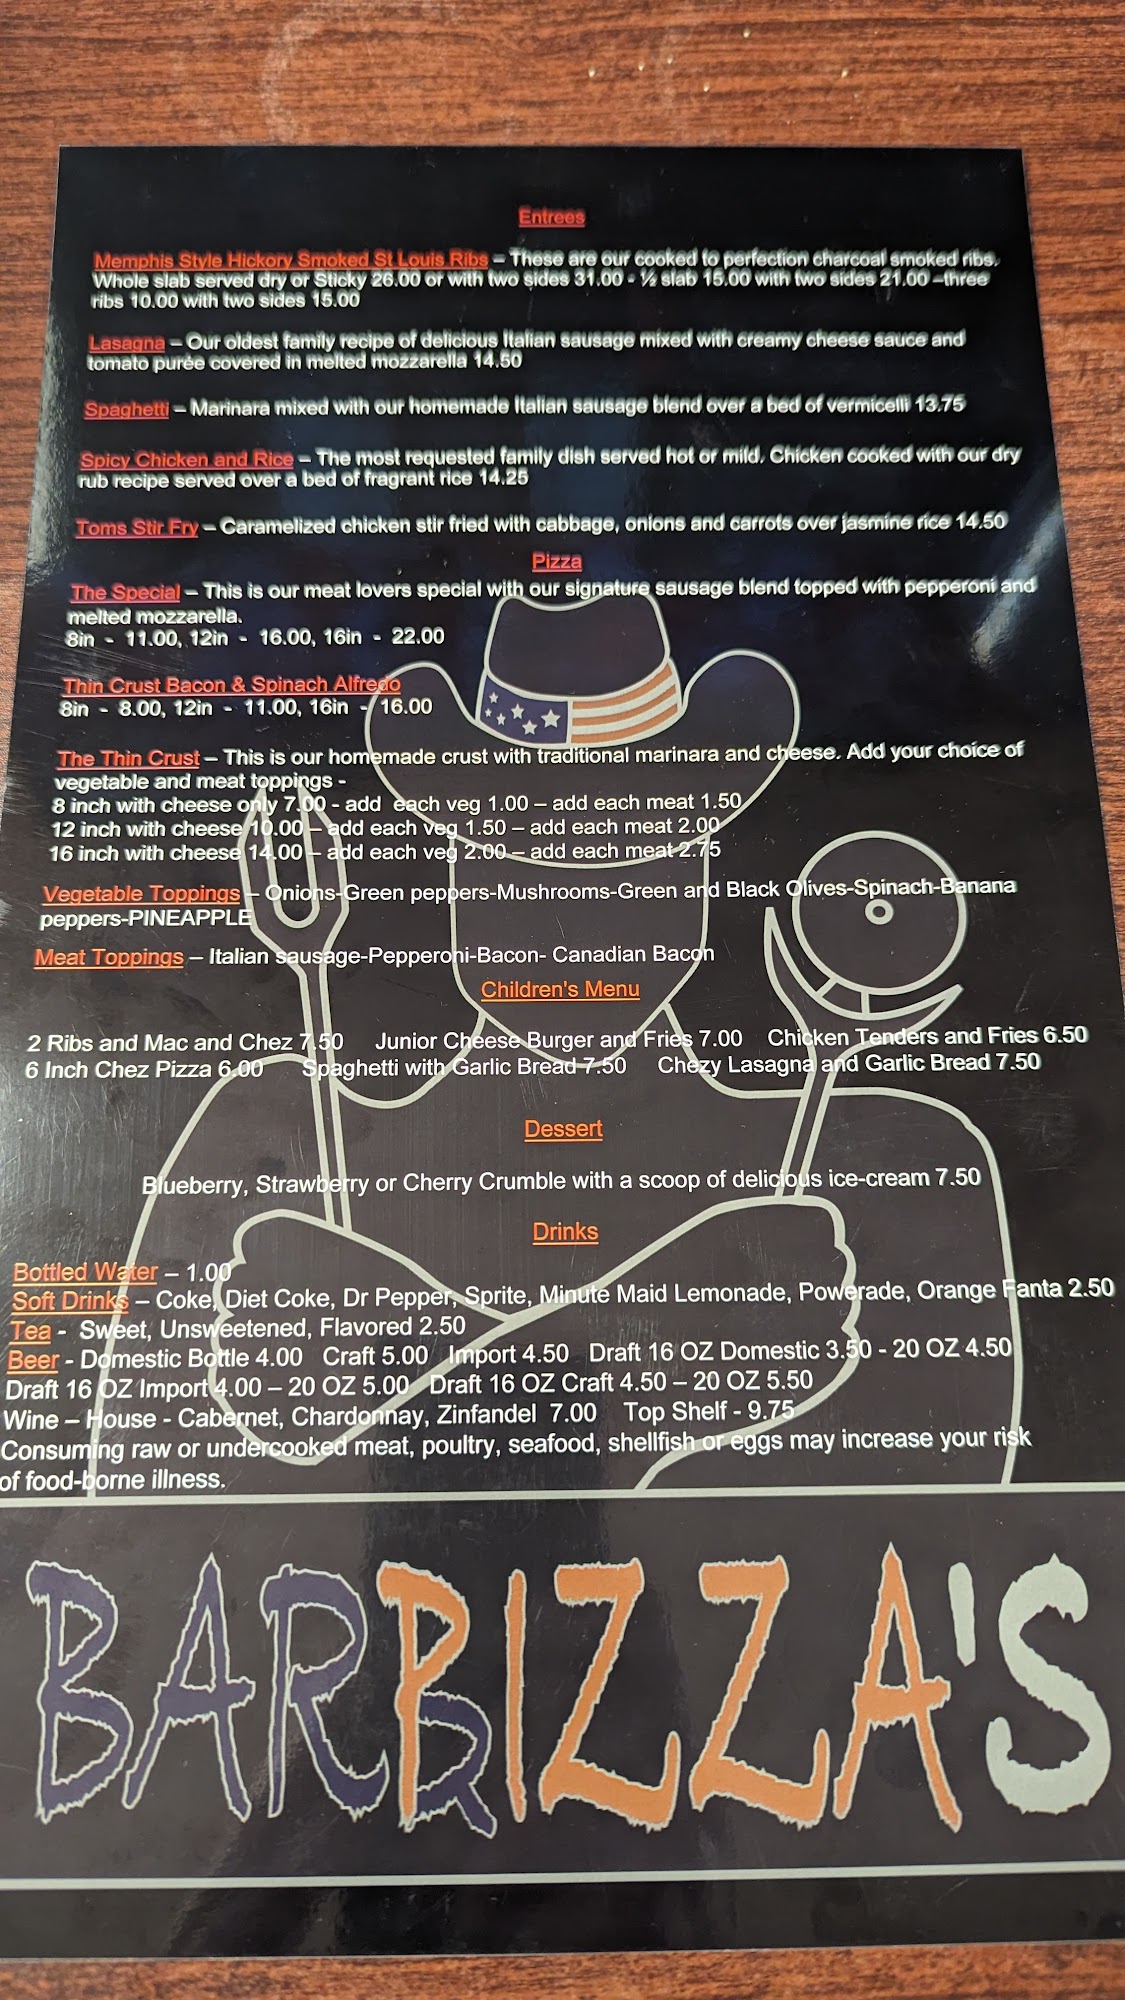 Entrees
Memphis Style Hickory Smoked St Louis Ribs – These are our cooked to perfection charcoal smoked ribs.
Whole slab served dry or Sticky 26.00 or with two sides 31.00 - ½ slab 15.00 with two sides 21.00 –three
ribs 10.00 with two sides 15.00
Lasagna – Our oldest family recipe of delicious Italian sausage mixed with creamy cheese sauce and
tomato purée covered in melted mozzarella 14.50
Spaghetti – Marinara mixed with our homemade Italian sausage blend over a bed of vermicelli 13.75
Spicy Chicken and Rice – The most requested family dish served hot or mild. Chicken cooked with our dry
rub recipe served over a bed of fragrant rice 14.25
Toms Stir Fry – Caramelized chicken stir fried with cabbage, onions and carrots over jasmine rice 14.50
Pizza
The Special – This is our meat lovers special with our signature sausage blend topped with pepperoni and
melted mozzarella.
8in - 11.00, 12in - 16.00, 16in - 22.00
Thin Crust Bacon & Spinach Alfredo
8in - 8.00, 12in - 11.00, 16in - 16.00
The Thin Crust – This is our homemade crust with traditional marinara and cheese. Add your choice of
vegetable and meat toppings -
8 inch with cheese only 7.00 - add each veg 1.00 – add each meat 1.50
12 inch with cheese 10.00 – add each veg 1.50 – add each meat 2.00
16 inch with cheese 14.00 – add each veg 2.00 – add each meat 2.75
Vegetable Toppings – Onions-Green peppers-Mushrooms-Green and Black Olives-Spinach-Banana
peppers-PINEAPPLE
Meat Toppings – Italian sausage-Pepperoni-Bacon- Canadian Bacon
Children's Menu
2 Ribs and Mac and Chez 7.50 Junior Cheese Burger and Fries 7.00 Chicken Tenders and Fries 6.50
6 Inch Chez Pizza 6.00 Spaghetti with Garlic Bread 7.50 Chezy Lasagna and Garlic Bread 7.50
Dessert
Blueberry, Strawberry or Cherry Crumble with a scoop of delicious ice-cream 7.50
Drinks
Bottled Water – 1.00
Soft Drinks – Coke, Diet Coke, Dr Pepper, Sprite, Minute Maid Lemonade, Powerade, Orange Fanta 2.50
Tea - Sweet, Unsweetened, Flavored 2.50
Beer - Domestic Bottle 4.00 Craft 5.00 Import 4.50 Draft 16 OZ Domestic 3.50 - 20 OZ 4.50
Draft 16 OZ Import 4.00 – 20 OZ 5.00 Draft 16 OZ Craft 4.50 – 20 OZ 5.50
Wine – House - Cabernet, Chardonnay, Zinfandel 7.00 Top Shelf - 9.75
Consuming raw or undercooked meat, poultry, seafood, shellfish or eggs may increase your risk
of food-borne illness.
BARBIZZA'S